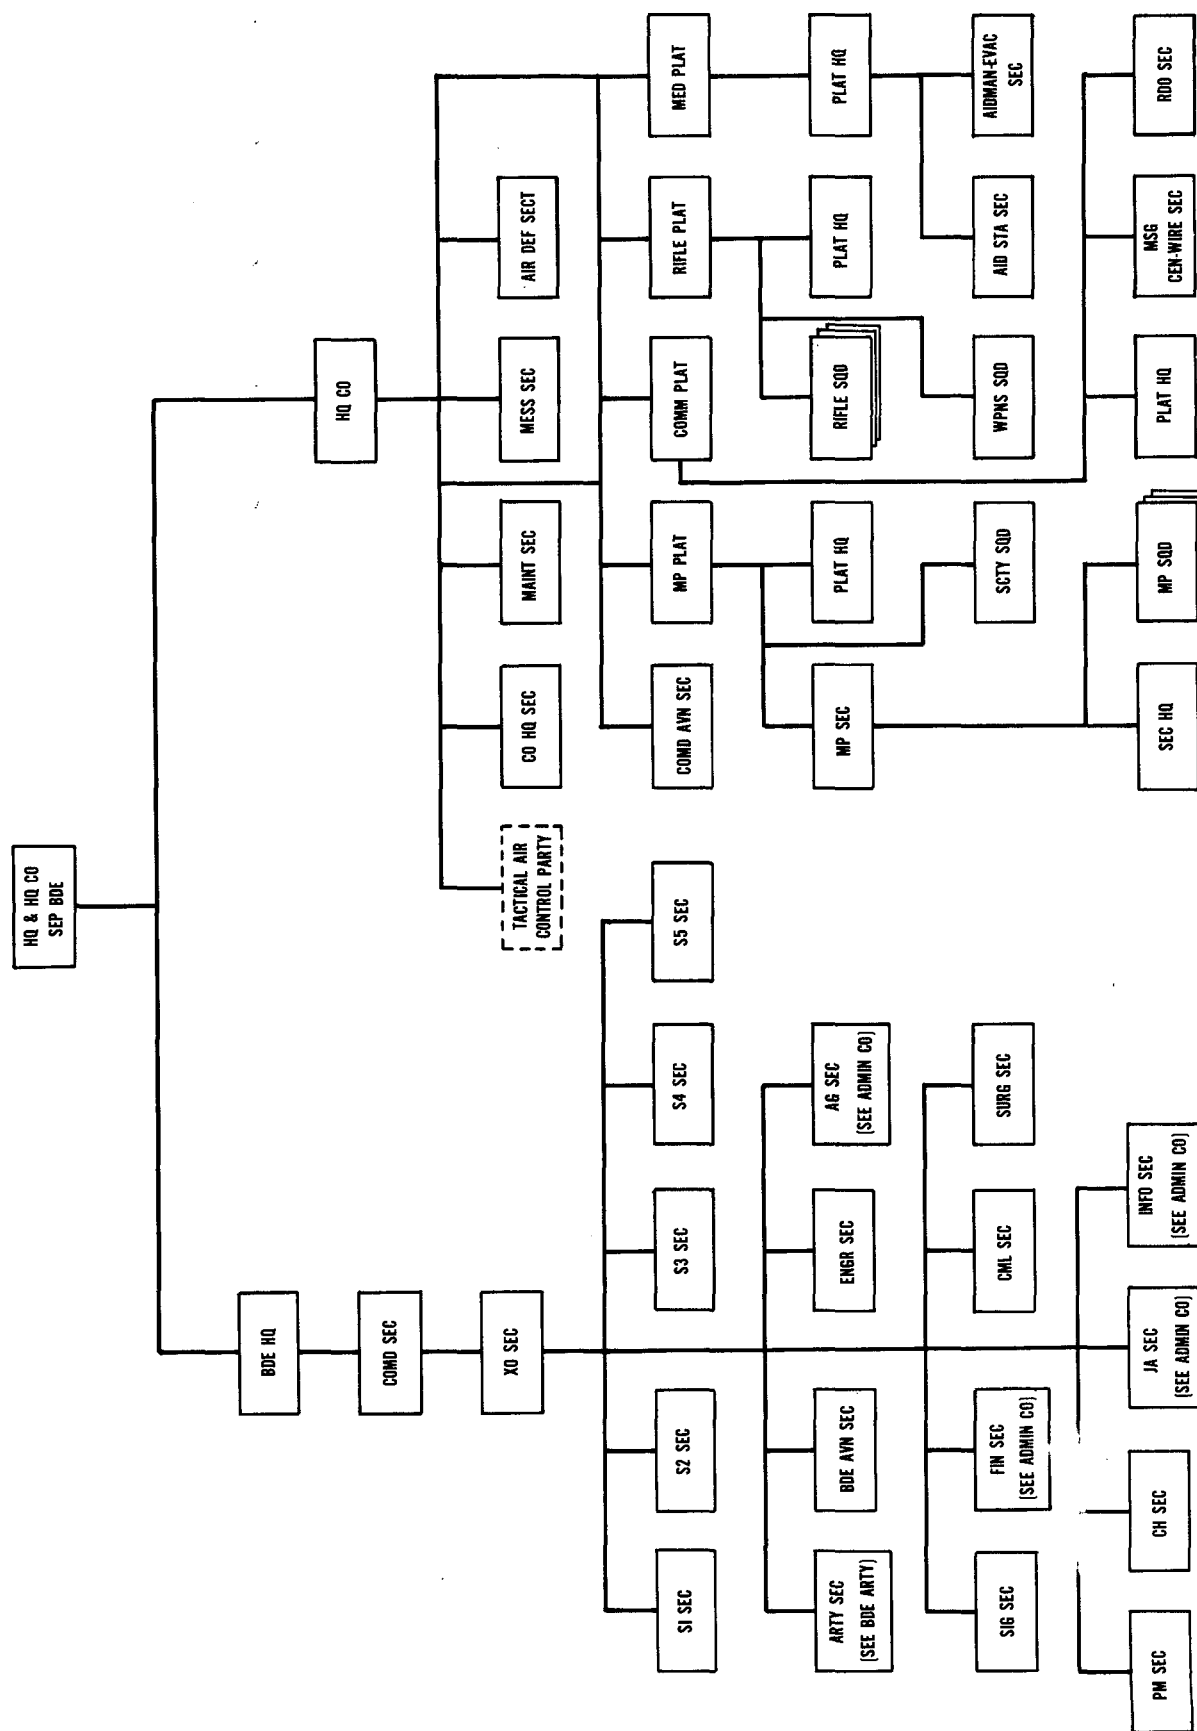 HQ & HQ CO
SEP BDE
BDE HQ
COMD SEC
XO SEC
S1 SEC
S2 SEC
S3 SEC
S4 SEC
S5 SEC
ARTY SEC
(SEE BDE ARTY)
BDE AVN SEC
ENGR SEC
AG SEC
(SEE ADMIN CO)
SIG SEC
FIN SEC
(SEE ADMIN CO)
CML SEC
SURG SEC
PM SEC
CH SEC
JA SEC
(SEE ADMIN CO)
INFO SEC
(SEE ADMIN CO)
HQ CO
TACTICAL AIR
CONTROL PARTY
CO HQ SEC
MAINT SEC
MESS SEC
AIR DEF SECT
COMD AVN SEC
MP PLAT
COMM PLAT
RIFLE PLAT
MED PLAT
MP SEC
PLAT HQ
RIFLE SQD
PLAT HQ
PLAT HQ
SCTY SQD
WPNS SQD
AID STA SEC
AIDMAN-EVAC
SEC
SEC HQ
MP SQD
PLAT HQ
MSG
CEN-WIRE SEC
RDO SEC